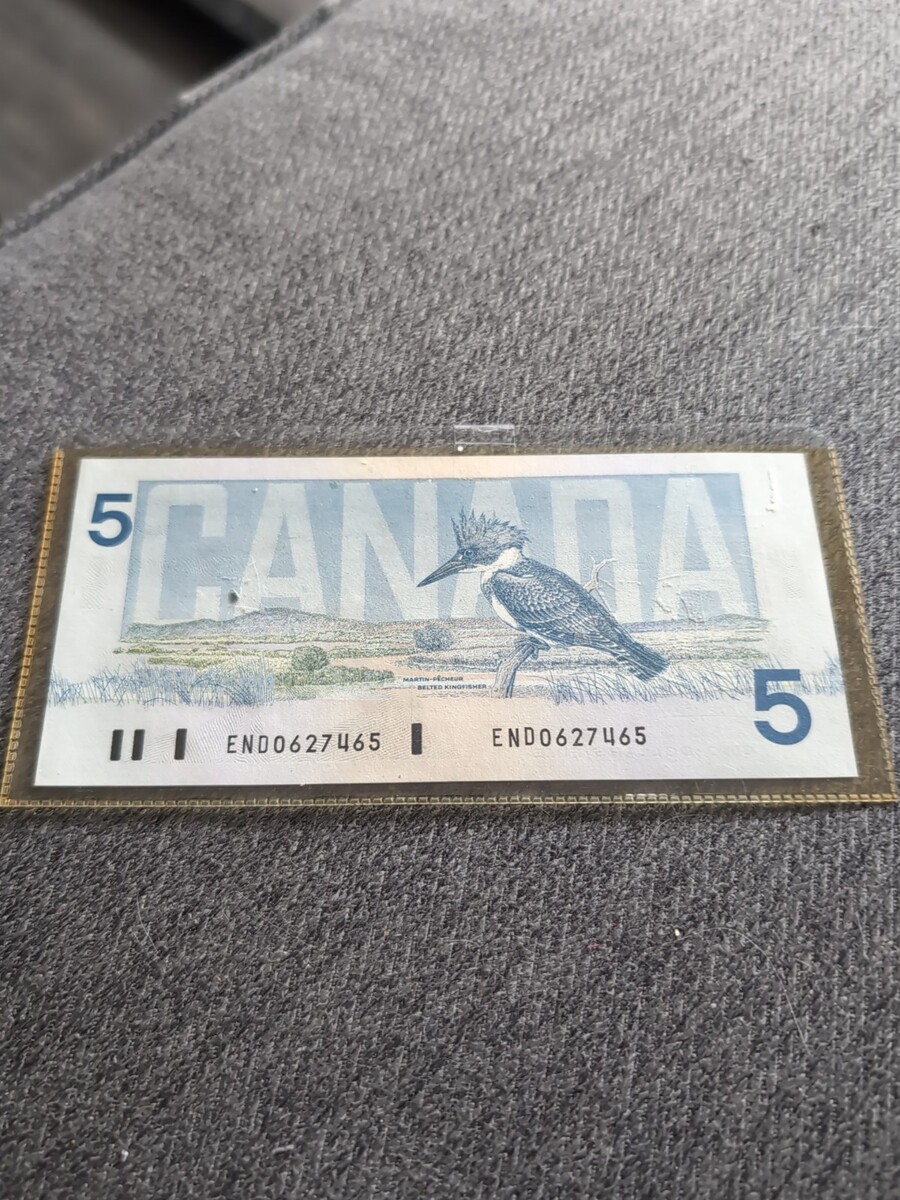 5
CANADA
MARTIN-PÊCHEUR
BELTED KINGFISHER
5
END0627465 END0627465